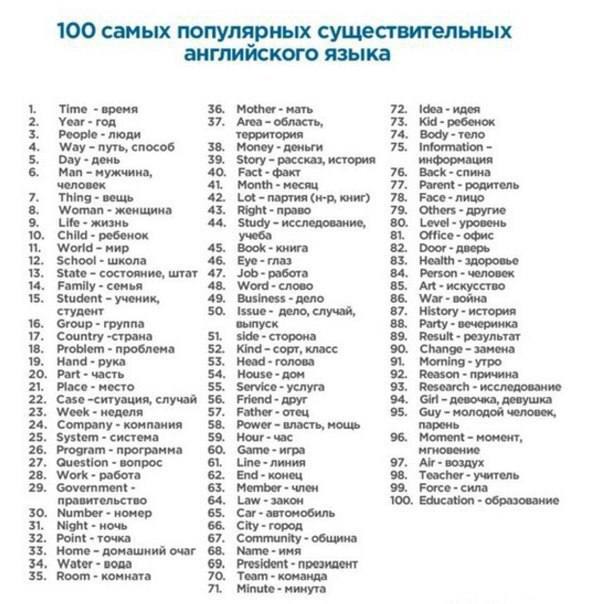 100 самых популярных существительных
английского языка
1. Time - время
2. Year - год
3. People - люди
4. Way – путь, способ
5. Day - день
6. Man – мужчина,
человек
7. Thing - вещь
8. Woman - женщина
9. Life - жизнь
10. Child - ребенок
11. World – мир
12. School - школа
13. State – состояние, штат
14. Family - семья
15. Student – ученик,
студент
16. Group - группа
17. Country -страна
18. Problem - проблема
19. Hand - рука
20. Part - часть
21. Place - место
22. Case –ситуация, случай
23. Week - неделя
24. Company - компания
25. System - система
26. Program - программа
27. Question - вопрос
28. Work - работа
29. Government -
правительство
30. Number - номер
31. Night - ночь
32. Point - точка
33. Home – домашний очаг
34. Water - вода
35. Room - комната
36. Mother - мать
37. Area – область,
территория
38. Money - деньги
39. Story – рассказ, история
40. Fact - факт
41. Month - месяц
42. Lot – партия (н-р, книг)
43. Right - право
44. Study – исследование,
учеба
45. Book - книга
46. Eye - глаз
47. Job - работа
48. Word - слово
49. Business - дело
50. Issue - дело, случай,
выпуск
51. side - сторона
52. Kind – сорт, класс
53. Head - голова
54. House - дом
55. Service - услуга
56. Friend - друг
57. Father - отец
58. Power – власть, мощь
59. Hour - час
60. Game - игра
61. Line - линия
62. End - конец
63. Member - член
64. Law - закон
65. Car - автомобиль
66. City - город
67. Community - община
68. Name - имя
69. President - президент
70. Team - команда
71. Minute - минута
72. Idea - идея
73. Kid - ребенок
74. Body - тело
75. Information –
информация
76. Back - спина
77. Parent - родитель
78. Face - лицо
79. Others - другие
80. Level - уровень
81. Office - офис
82. Door - дверь
83. Health - здоровье
84. Person - человек
85. Art - искусство
86. War - война
87. History - история
88. Party - вечеринка
89. Result - результат
90. Change – замена
91. Morning - утро
92. Reason - причина
93. Research - исследование
94. Girl – девочка, девушка
95. Guy – молодой человек,
парень
96. Moment – момент,
мгновение
97. Air - воздух
98. Teacher - учитель
99. Force - сила
100. Education - образование